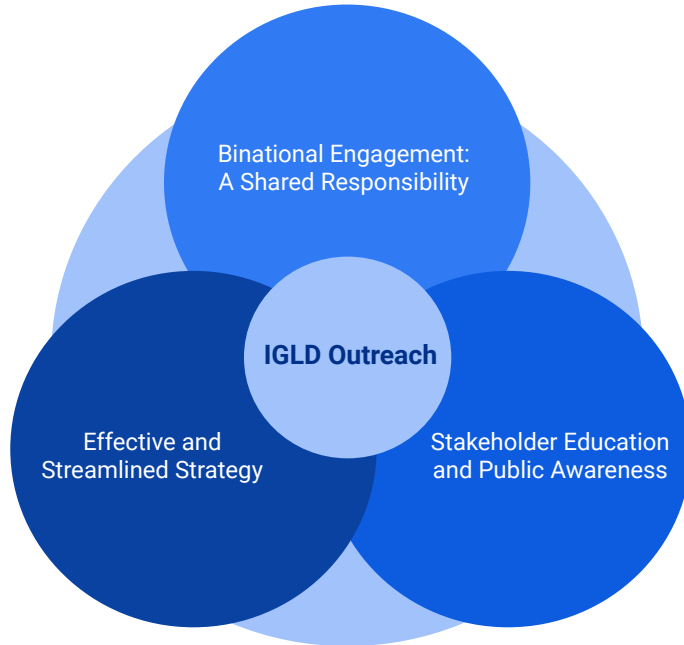 Binational Engagement:
A Shared Responsibility
IGLD Outreach
Effective and
Streamlined Strategy
Stakeholder Education
and Public Awareness